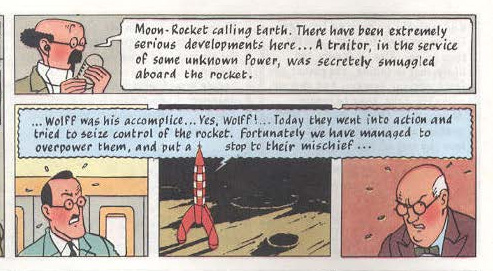 Moon-Rocket calling Earth. There have been extremely
serious developments here... A traitor, in the service
of some unknown Power, was secretely smuggled
aboard the rocket.
... Wolff was his accomplice... Yes, Wolff!... Today they went into action and
tried to seize control of the rocket. Fortunately we have managed to
overpower them, and put a stop to their mischief ...